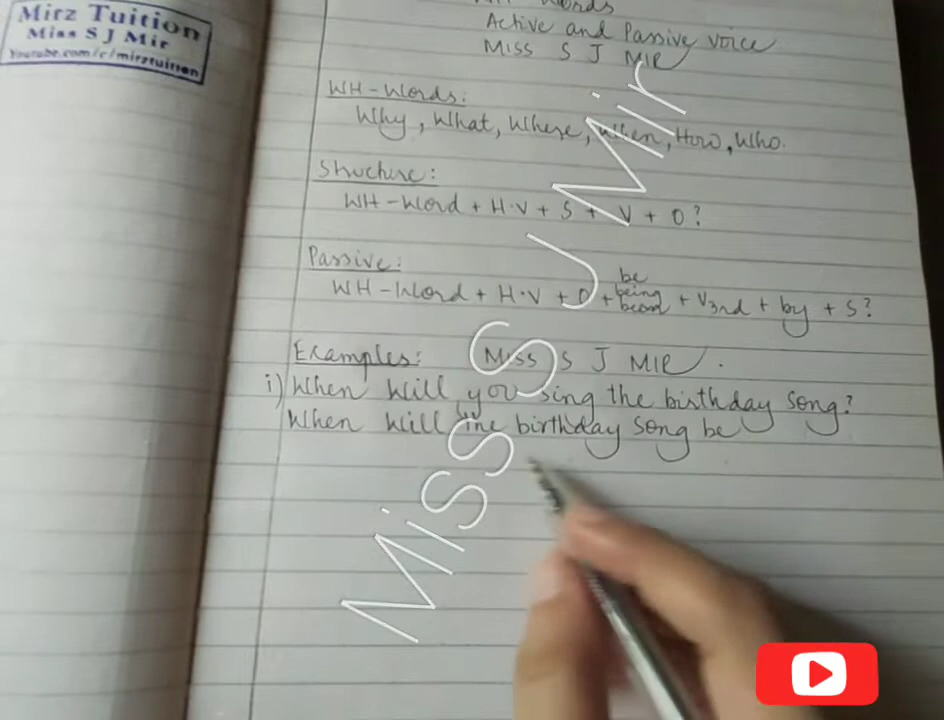 Mirz Tuition
Miss S J Mir
Youtube.com/c/mirztuition
Words
Active and Passive voice
MISS S J MIR
WH-Words:
Why, What, Where, When, How, Who.
Structure:
WH-Word + H.V + S + V + O?
Passive:
WH-Word + H.V + O + be being been + V3rd + by + S?
Examples: Miss S J MIR.
i) When will you sing the birthday song?
When will the birthday song be
Miss S J Mir